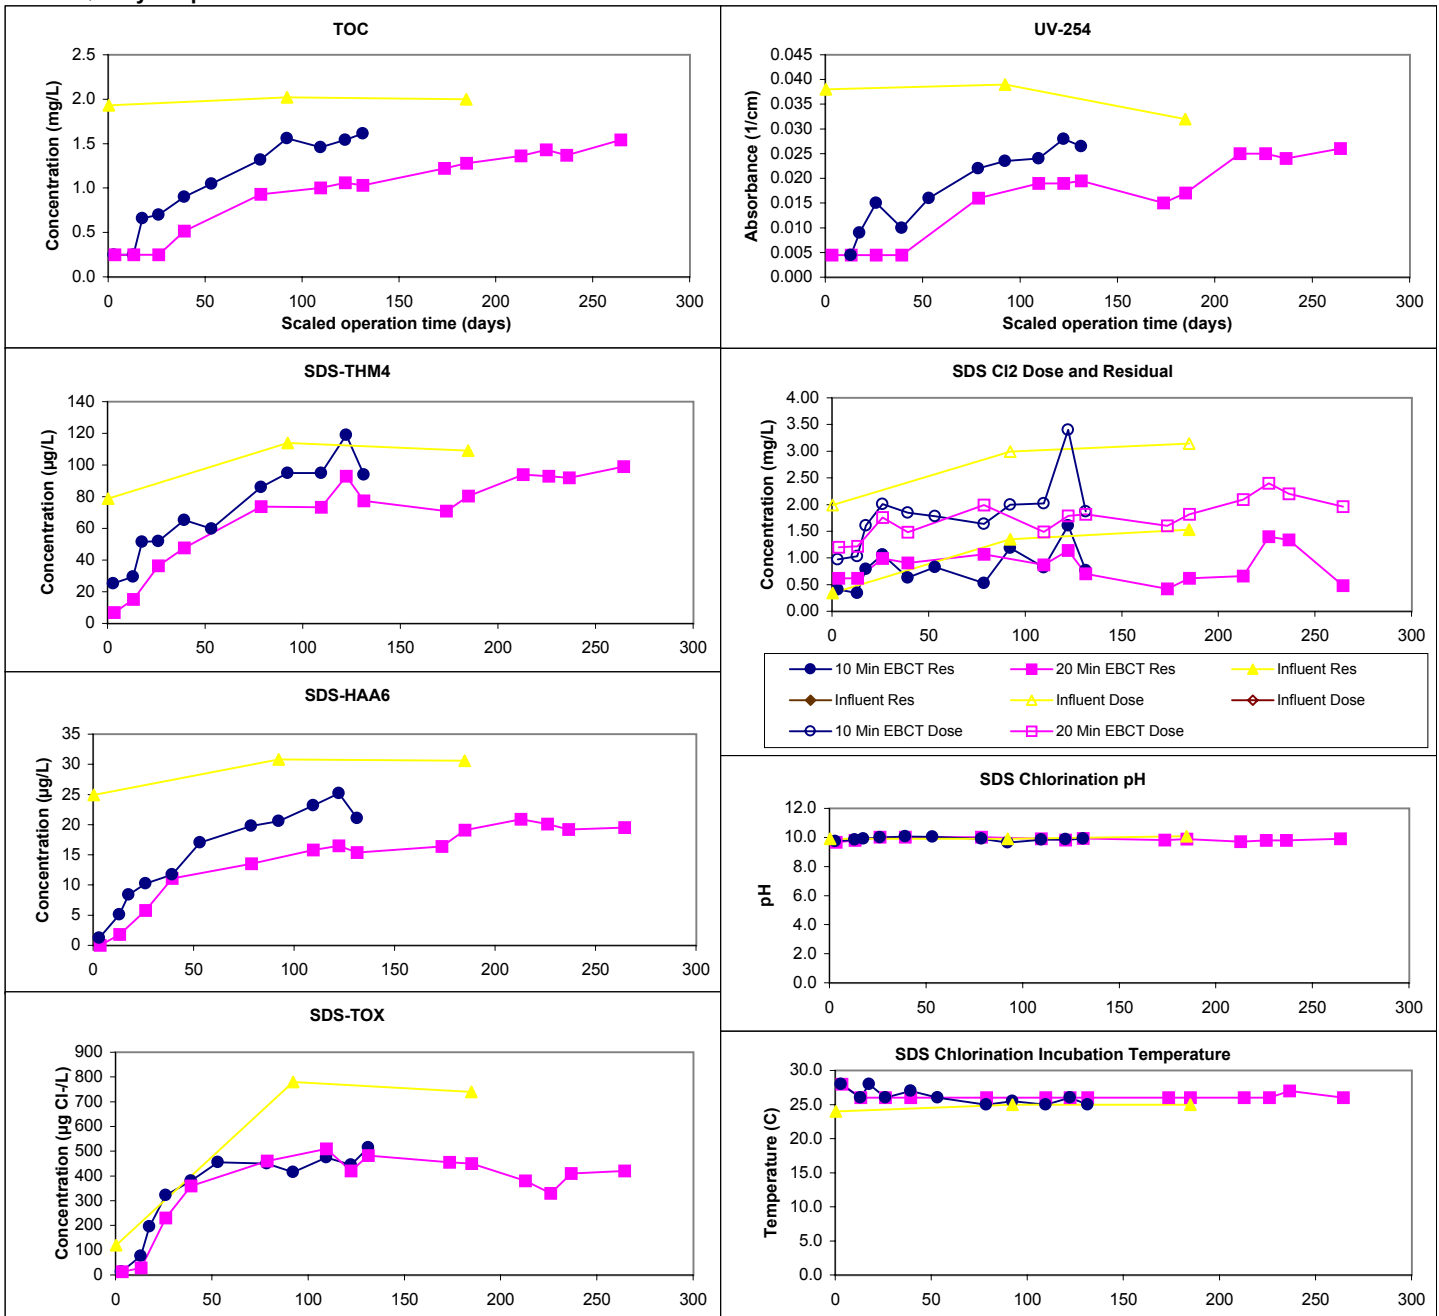 TOC
Concentration (mg/L)
2.5
2.0
1.5
1.0
0.5
0.0
0 50 100 150 200 250 300
Scaled operation time (days)
UV-254
Absorbance (1/cm)
0.045
0.040
0.035
0.030
0.025
0.020
0.015
0.010
0.005
0.000
0 50 100 150 200 250 300
Scaled operation time (days)
SDS-THM4
Concentration (µg/L)
140
120
100
80
60
40
20
0
0 50 100 150 200 250 300
SDS Cl2 Dose and Residual
Concentration (mg/L)
4.00
3.50
3.00
2.50
2.00
1.50
1.00
0.50
0.00
0 50 100 150 200 250 300
10 Min EBCT Res 20 Min EBCT Res Influent Res
Influent Res Influent Dose Influent Dose
10 Min EBCT Dose 20 Min EBCT Dose
SDS-HAA6
Concentration (µg/L)
35
30
25
20
15
10
5
0
0 50 100 150 200 250 300
SDS Chlorination pH
pH
12.0
10.0
8.0
6.0
4.0
2.0
0.0
0 50 100 150 200 250 300
SDS-TOX
Concentration (µg Cl-/L)
900
800
700
600
500
400
300
200
100
0
0 50 100 150 200 250 300
SDS Chlorination Incubation Temperature
Temperature (C)
30.0
25.0
20.0
15.0
10.0
5.0
0.0
0 50 100 150 200 250 300